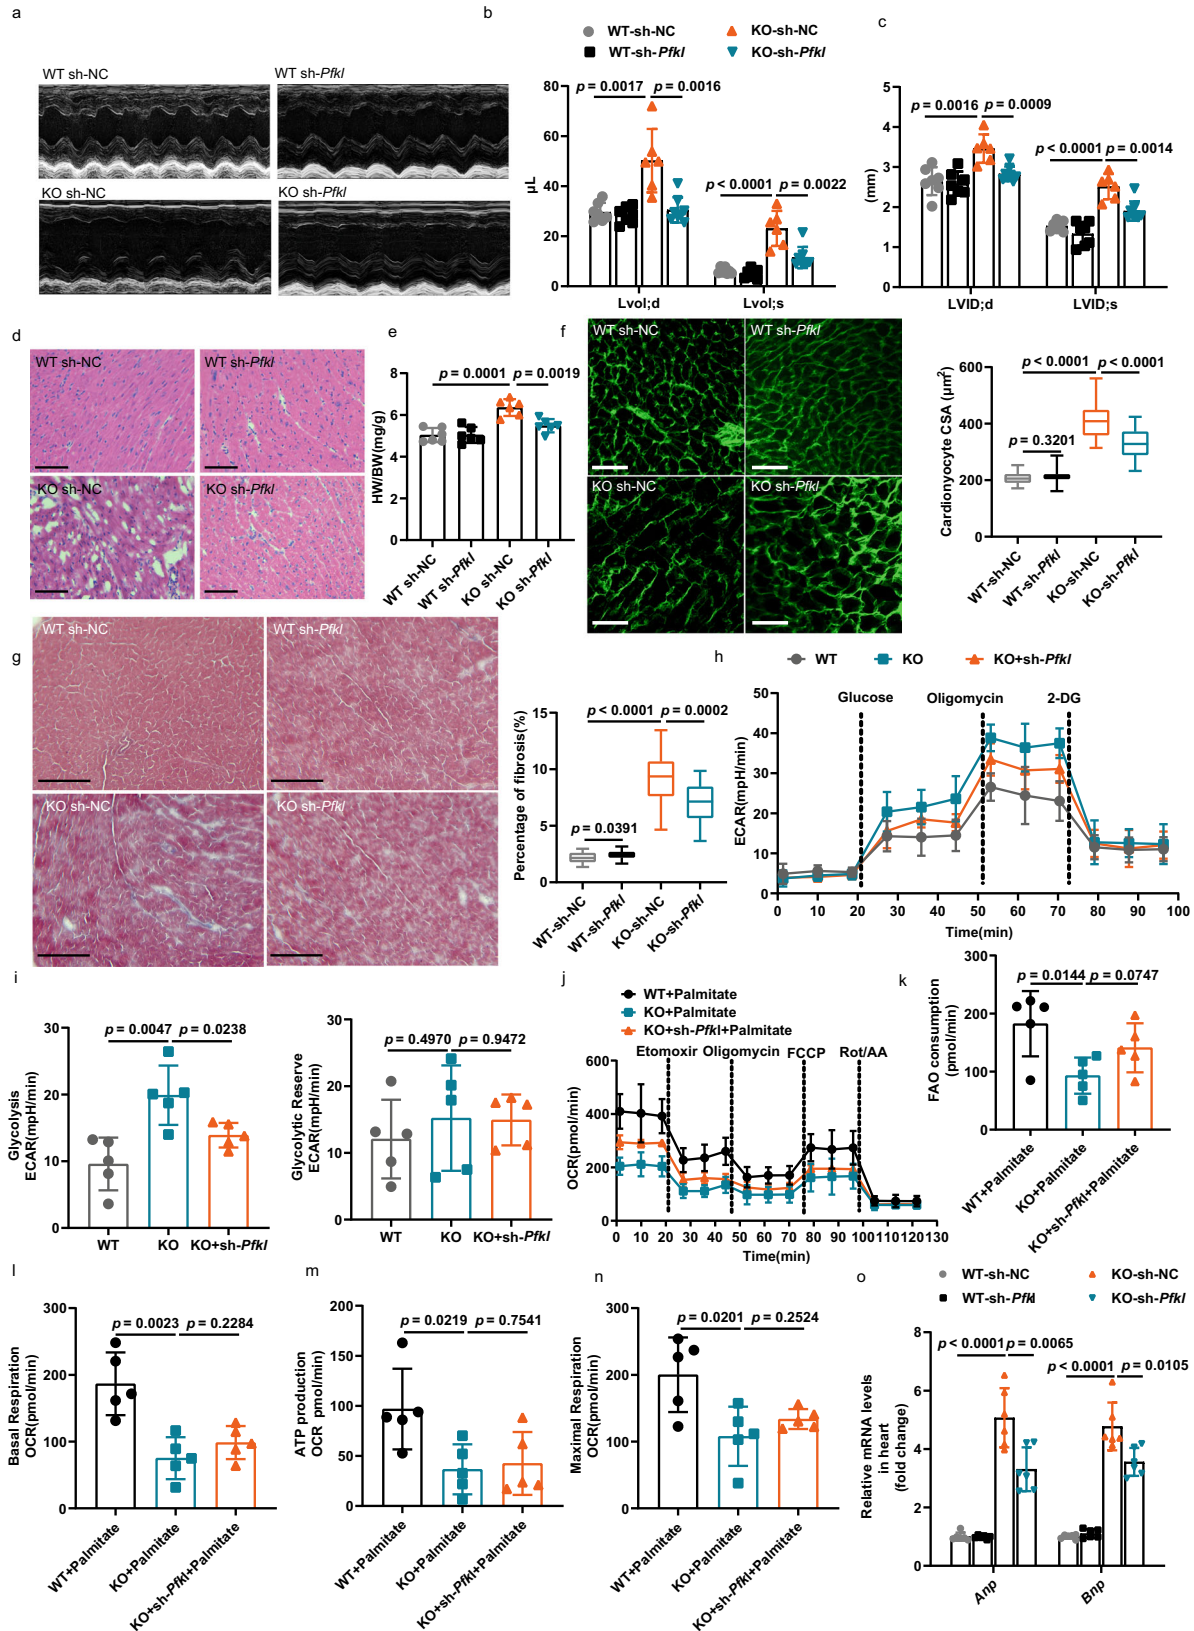 a
WT sh-NC
WT sh-Pfkl
KO sh-NC
KO sh-Pfkl
b
WT-sh-NC
KO-sh-NC
WT-sh-Pfkl
KO-sh-Pfkl
p = 0.0017
p = 0.0016
p < 0.0001
p = 0.0022
80
60
40
20
0
µL
Lvol;d
Lvol;s
c
p = 0.0016
p = 0.0009
p < 0.0001
p = 0.0014
5
4
3
2
1
0
(mm)
LVID;d
LVID;s
d
WT sh-NC
WT sh-Pfkl
KO sh-NC
KO sh-Pfkl
e
p = 0.0001
p = 0.0019
8
6
4
2
0
HW/BW(mg/g)
WT sh-NC
WT sh-Pfkl
KO sh-NC
KO sh-Pfkl
f
WT sh-NC
WT sh-Pfkl
KO sh-NC
KO sh-Pfkl
p < 0.0001
p < 0.0001
p = 0.3201
600
400
200
0
Cardionyocyte CSA (µm²)
WT-sh-NC
WT-sh-Pfkl
KO-sh-NC
KO-sh-Pfkl
g
WT sh-NC
WT sh-Pfkl
KO sh-NC
KO sh-Pfkl
p < 0.0001
p = 0.0002
p = 0.0391
15
10
5
0
Percentage of fibrosis(%)
WT-sh-NC
WT-sh-Pfkl
KO-sh-NC
KO-sh-Pfkl
h
WT
KO
KO+sh-Pfkl
Glucose
Oligomycin
2-DG
50
40
30
20
10
0
ECAR(mpH/min)
0 10 20 30 40 50 60 70 80 90 100
Time(min)
i
p = 0.0047
p = 0.0238
30
20
10
0
Glycolysis
ECAR(mpH/min)
WT
KO
KO+sh-Pfkl
p = 0.4970
p = 0.9472
30
20
10
0
Glycolytic Reserve
ECAR(mpH/min)
WT
KO
KO+sh-Pfkl
j
WT+Palmitate
KO+Palmitate
KO+sh-Pfkl+Palmitate
Etomoxir Oligomycin FCCP Rot/AA
600
400
200
0
OCR(pmol/min)
0 10 20 30 40 50 60 70 80 90 100 110 120 130
Time(min)
k
p = 0.0144
p = 0.0747
300
200
100
0
FAO consumption
(pmol/min)
WT+Palmitate
KO+Palmitate
KO+sh-Pfkl+Palmitate
l
p = 0.0023
p = 0.2284
300
200
100
0
Basal Respiration
OCR(pmol/min)
WT+Palmitate
KO+Palmitate
KO+sh-Pfkl+Palmitate
m
p = 0.0219
p = 0.7541
200
150
100
50
0
ATP production
OCR pmol/min)
WT+Palmitate
KO+Palmitate
KO+sh-Pfkl+Palmitate
n
p = 0.0201
p = 0.2524
300
200
100
0
Maximal Respiration
OCR(pmol/min)
WT+Palmitate
KO+Palmitate
KO+sh-Pfkl+Palmitate
o
WT-sh-NC
KO-sh-NC
WT-sh-Pfkl
KO-sh-Pfkl
p < 0.0001
p = 0.0065
p < 0.0001
p = 0.0105
8
6
4
2
0
Relative mRNA levels
in heart
(fold change)
Anp
Bnp